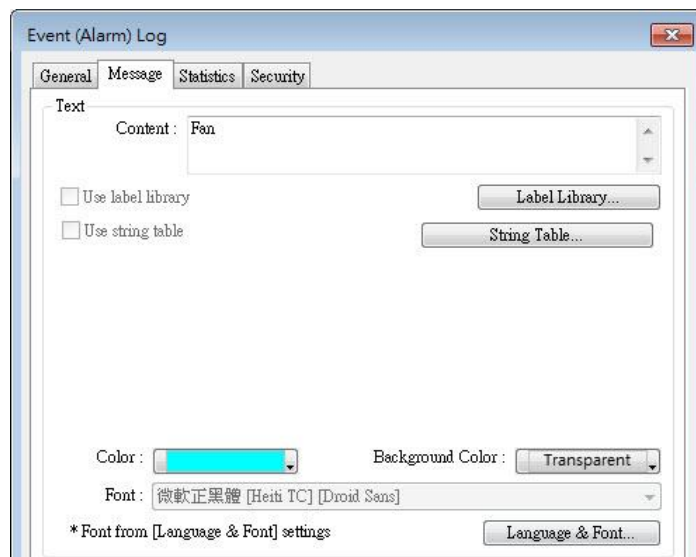 Event (Alarm) Log
General Message Statistics Security
Text
Content : Fan
Use label library Label Library...
Use string table String Table...
Color : Background Color : Transparent
Font : 微軟正黑體 [Heiti TC] [Droid Sans]
* Font from [Language & Font] settings Language & Font...